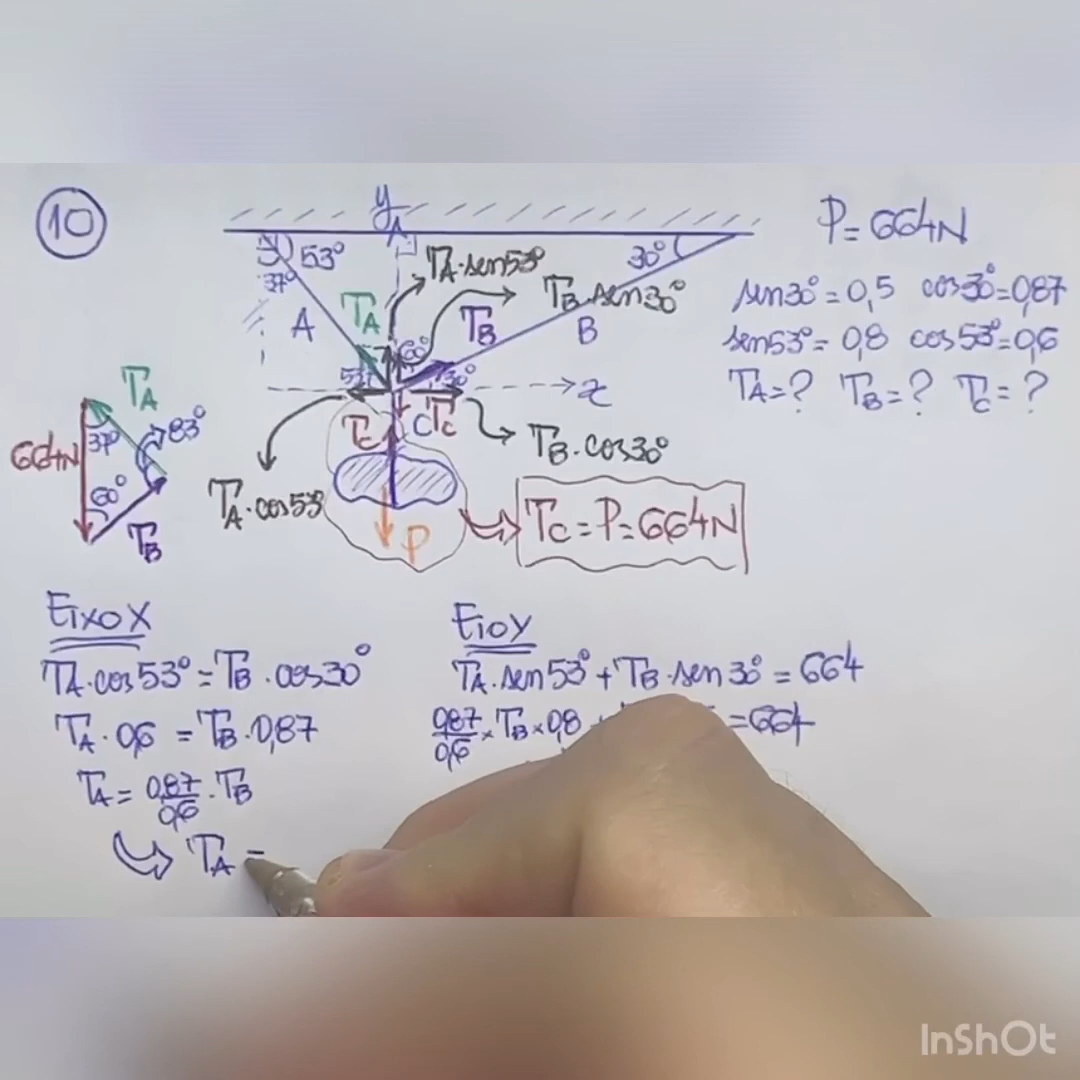 10
y
P=664N
53°
TA·sen53°
30°
37°
TB·sen30°
sen30°=0,5 cos30°=0,87
TA
TB
A
B
sen53°=0,8 cos53°=0,6
60°
53°
30°
x
TA=? TB=? TC=?
TA
83°
37°
664N
TC
C
TC
TB·cos30°
60°
TA·cos53°
TB
P
TC=P=664N
Eixo X
Eio y
TA·cos53°=TB·cos30°
TA·sen53°+TB·sen30°=664
TA·0,6=TB·0,87
0,87/0,6×TB×0,8
=664
TA=0,87/0,6·TB
TA=
InShOt